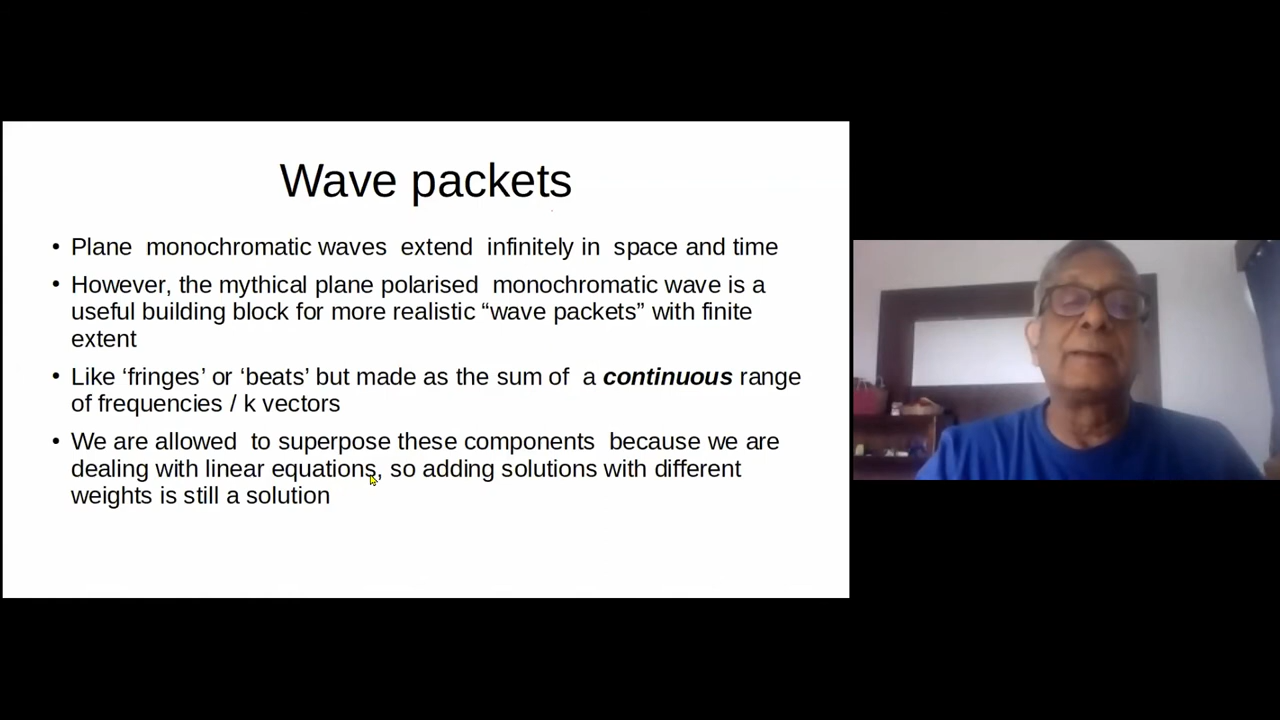 Wave packets
• Plane monochromatic waves extend infinitely in space and time
• However, the mythical plane polarised monochromatic wave is a
useful building block for more realistic “wave packets” with finite
extent
• Like ‘fringes’ or ‘beats’ but made as the sum of a continuous range
of frequencies / k vectors
• We are allowed to superpose these components because we are
dealing with linear equations, so adding solutions with different
weights is still a solution